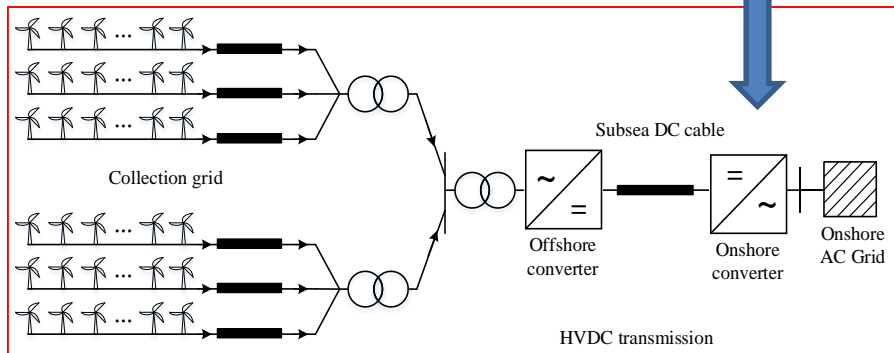 ...
...
...
Subsea DC cable
Collection grid
~
=
=
~
Offshore
converter
Onshore
converter
Onshore
AC Grid
...
...
...
HVDC transmission